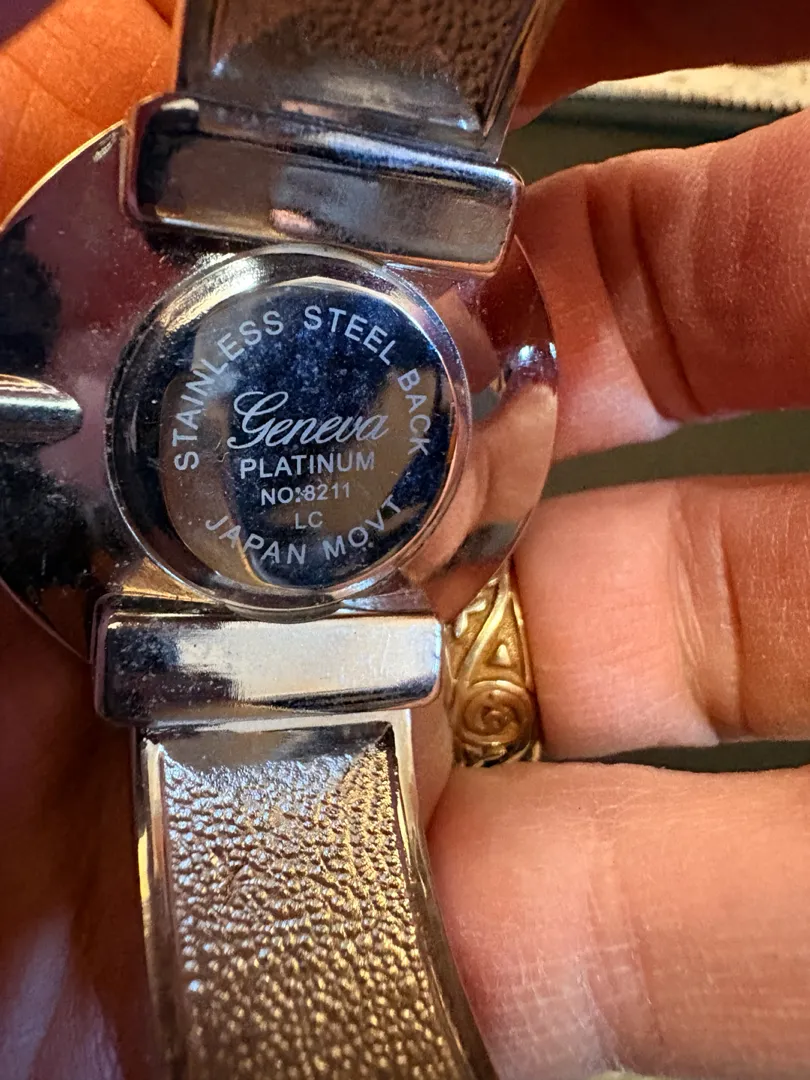 STAINLESS STEEL BACK
Geneva
PLATINUM
NO:8211
LC
JAPAN MOVT